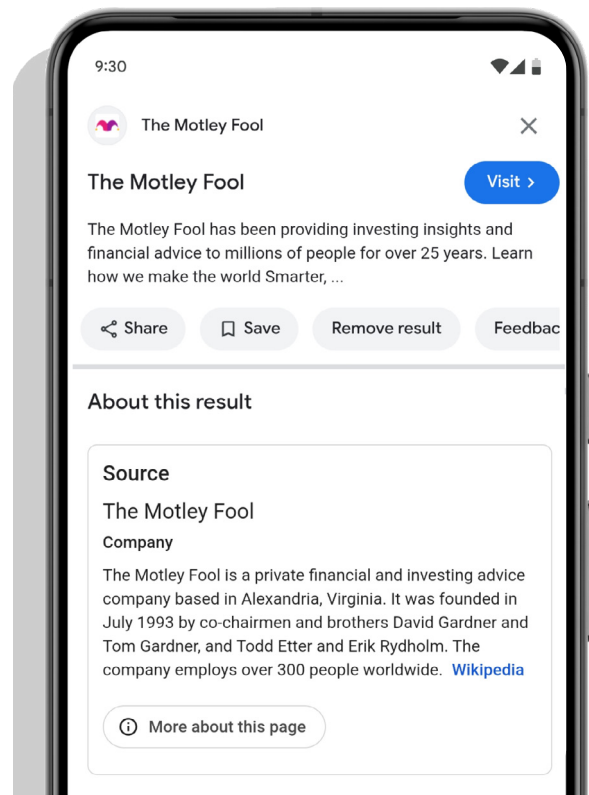 9:30
The Motley Fool
The Motley Fool
Visit >
The Motley Fool has been providing investing insights and
financial advice to millions of people for over 25 years. Learn
how we make the world Smarter, ...
Share
Save
Remove result
Feedbac
About this result
Source
The Motley Fool
Company
The Motley Fool is a private financial and investing advice
company based in Alexandria, Virginia. It was founded in
July 1993 by co-chairmen and brothers David Gardner and
Tom Gardner, and Todd Etter and Erik Rydholm. The
company employs over 300 people worldwide. Wikipedia
More about this page